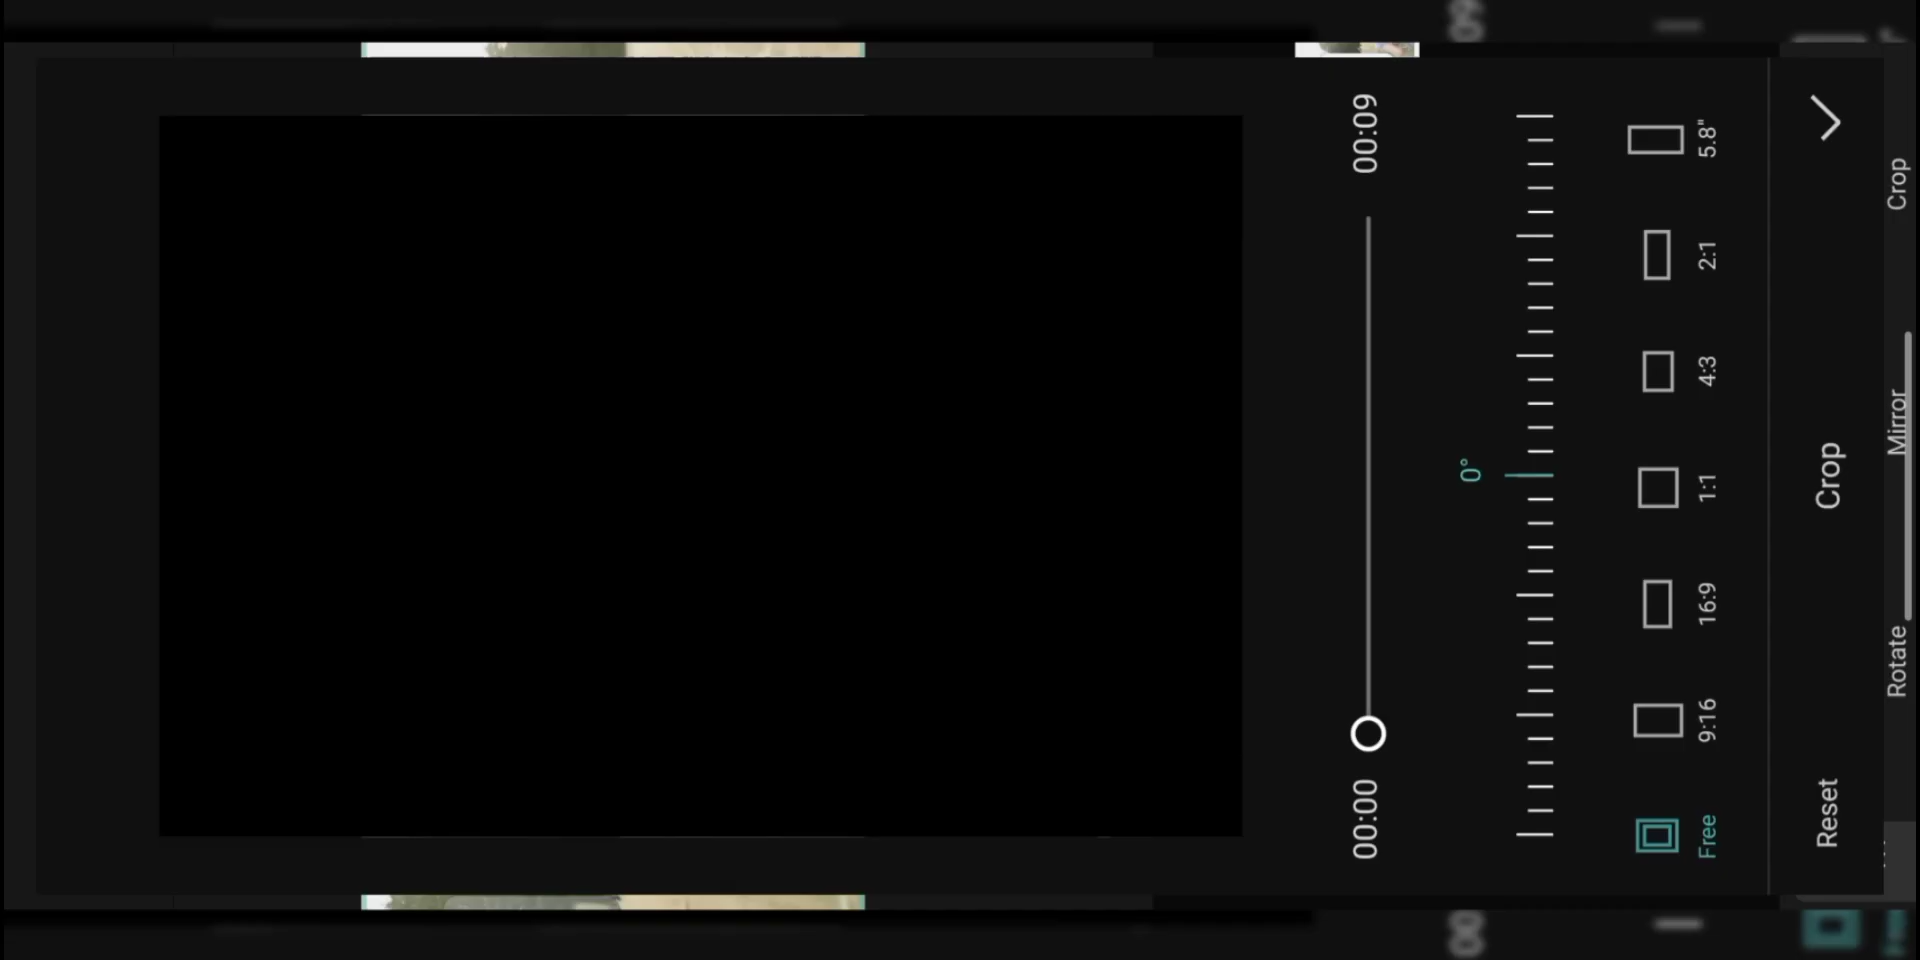 00:00
00:09
0°
Free
9:16
16:9
1:1
4:3
2:1
5.8"
Reset
Crop
Rotate
Mirror
Crop